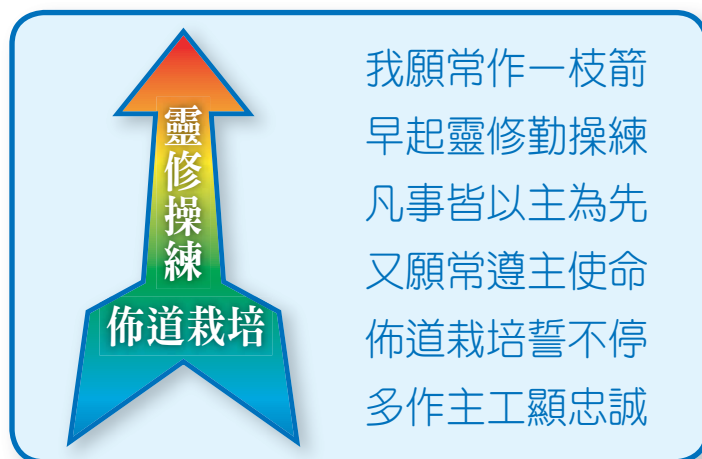 靈修操練
佈道栽培
我願常作一枝箭
早起靈修勤操練
凡事皆以主為先
又願常遵主使命
佈道栽培誓不停
多作主工顯忠誠